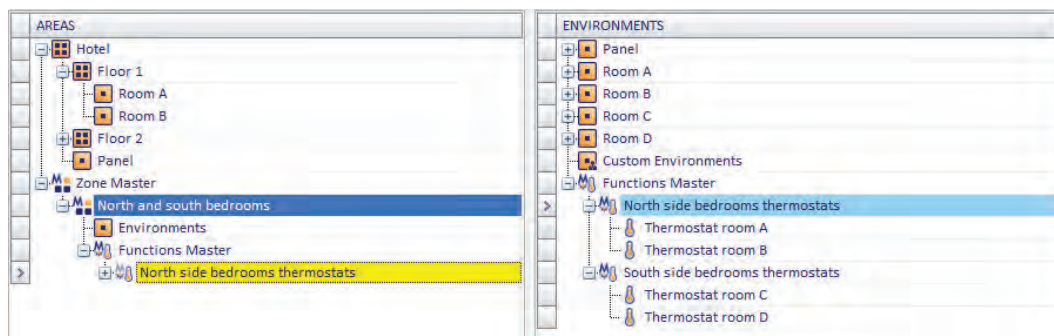 AREAS
Hotel
Floor 1
Room A
Room B
Floor 2
Panel
Zone Master
North and south bedrooms
Environments
Functions Master
North side bedrooms thermostats
ENVIRONMENTS
Panel
Room A
Room B
Room C
Room D
Custom Environments
Functions Master
North side bedrooms thermostats
Thermostat room A
Thermostat room B
South side bedrooms thermostats
Thermostat room C
Thermostat room D